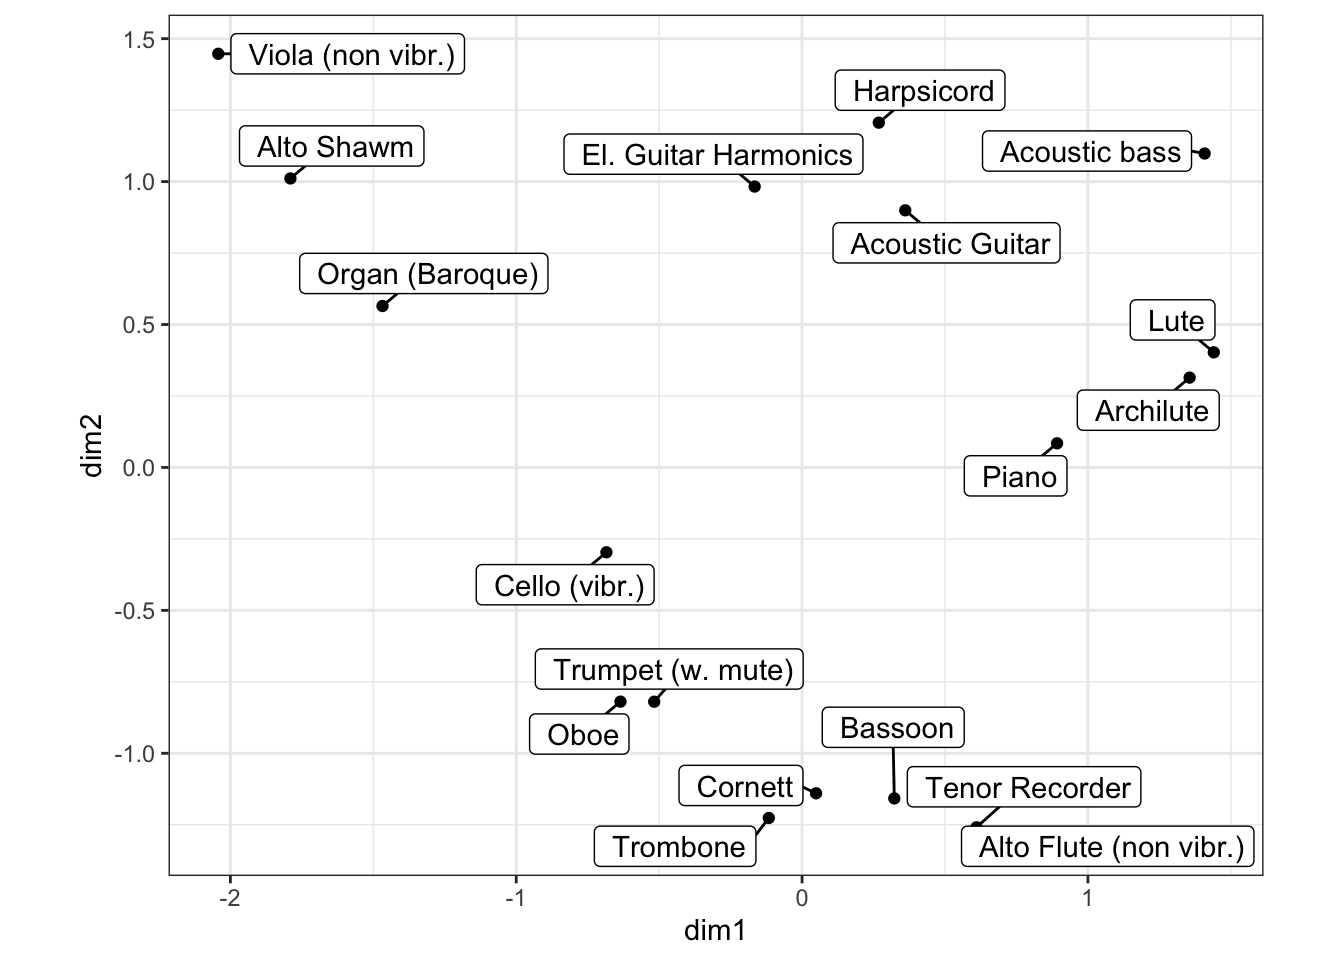 1.5
Viola (non vibr.)
Harpsicord
Alto Shawm
El. Guitar Harmonics
Acoustic bass
1.0
Acoustic Guitar
Organ (Baroque)
Lute
0.5
Archilute
dim2
0.0
Piano
Cello (vibr.)
-0.5
Trumpet (w. mute)
Oboe
Bassoon
-1.0
Cornett
Tenor Recorder
Trombone
Alto Flute (non vibr.)
-2
-1
0
1
dim1